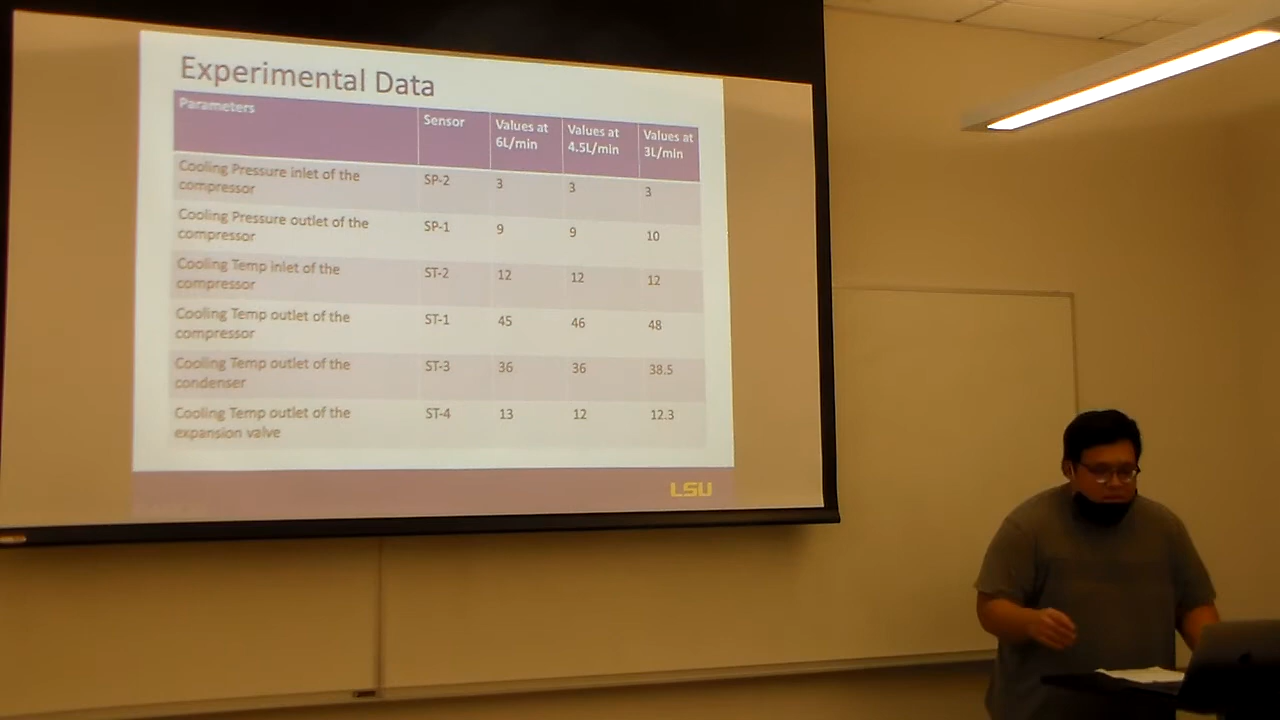 Experimental Data
Parameters
Sensor
Values at
6L/min
Values at
4.5L/min
Values at
3L/min
Cooling Pressure inlet of the
compressor
SP-2
3
3
3
Cooling Pressure outlet of the
compressor
SP-1
9
9
10
Cooling Temp inlet of the
compressor
ST-2
12
12
12
Cooling Temp outlet of the
compressor
ST-1
45
46
48
Cooling Temp outlet of the
condenser
ST-3
36
36
38.5
Cooling Temp outlet of the
expansion valve
ST-4
13
12
12.3
LSU